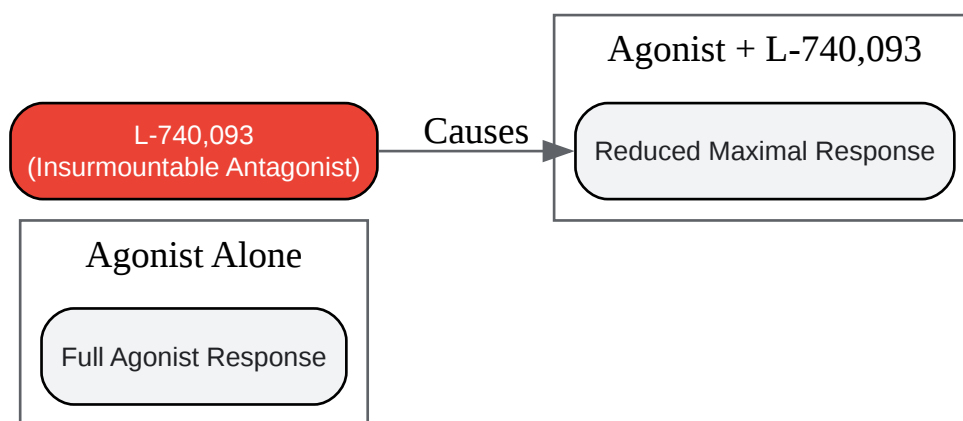 Agonist + L-740,093
L-740,093
(Insurmountable Antagonist)
Causes
Reduced Maximal Response
Agonist Alone
Full Agonist Response